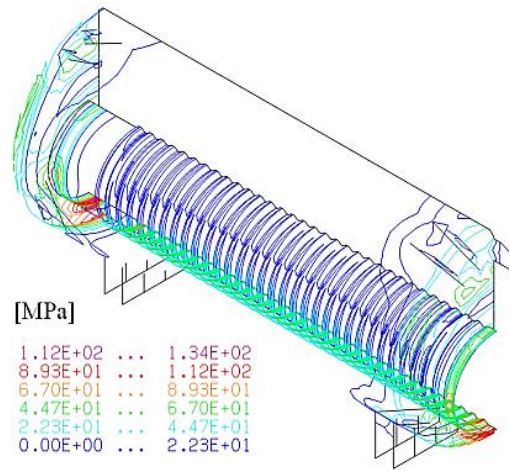 [MPa]
1.12E+02 ... 1.34E+02
8.93E+01 ... 1.12E+02
6.70E+01 ... 8.93E+01
4.47E+01 ... 6.70E+01
2.23E+01 ... 4.47E+01
0.00E+00 ... 2.23E+01